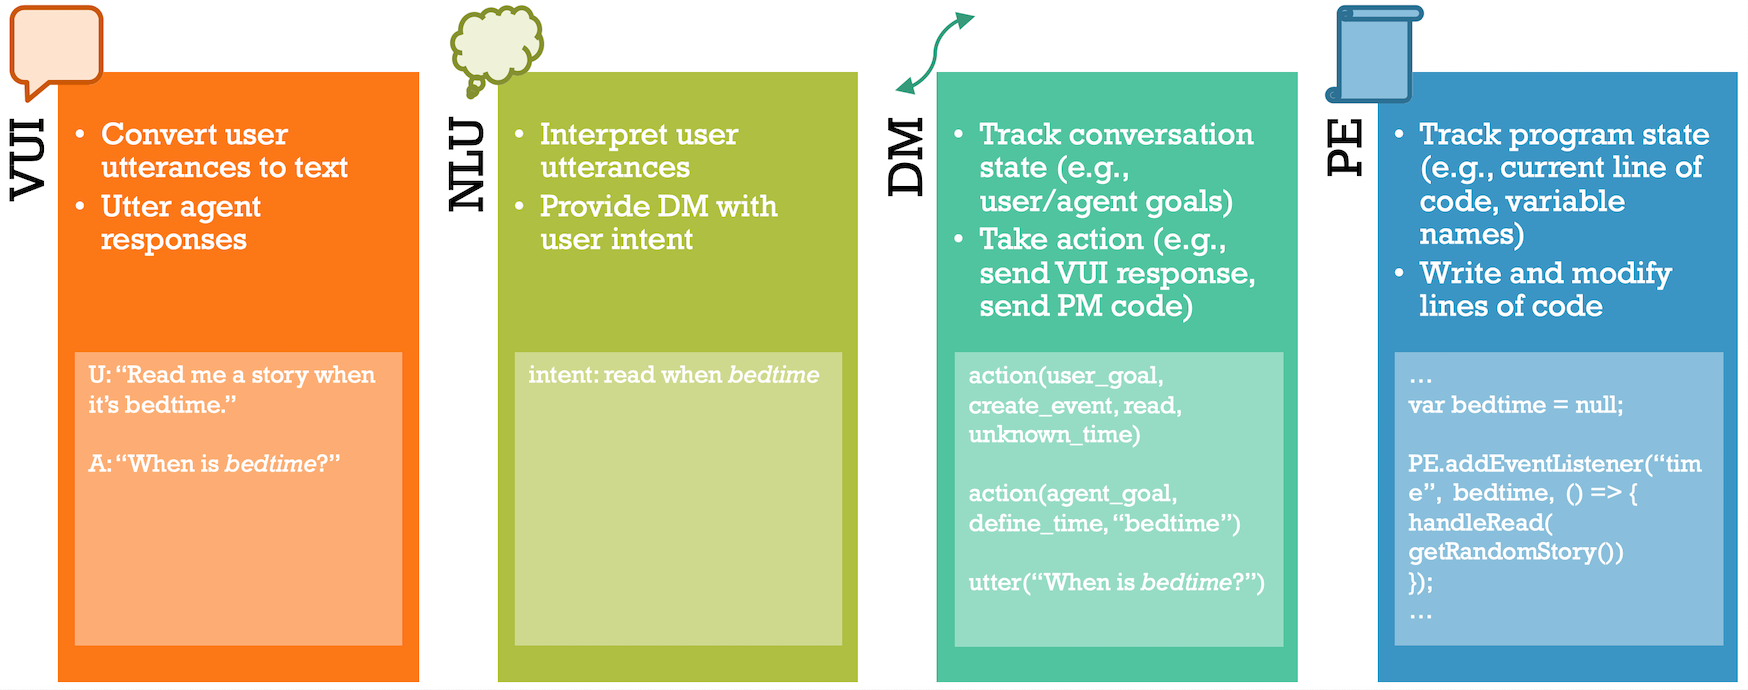 VUI
• Convert user
utterances to text
• Utter agent
responses
U: “Read me a story when
it’s bedtime.”
A: “When is bedtime?”
NLU
• Interpret user
utterances
• Provide DM with
user intent
intent: read when bedtime
DM
• Track conversation
state (e.g.,
user/agent goals)
• Take action (e.g.,
send VUI response,
send PM code)
action(user_goal,
create_event, read,
unknown_time)
action(agent_goal,
define_time, “bedtime”)
utter(“When is bedtime?”)
PE
• Track program state
(e.g., current line of
code, variable
names)
• Write and modify
lines of code
…
var bedtime = null;
PE.addEventListener(“tim
e”, bedtime, () => {
handleRead(
getRandomStory())
});
…